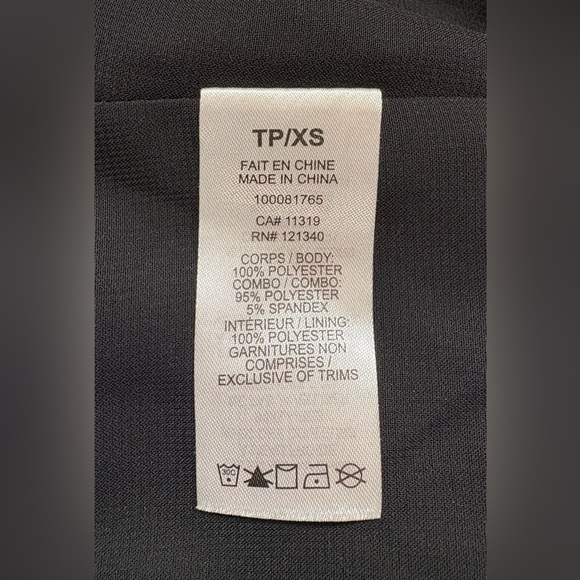 TP/XS
FAIT EN CHINE
MADE IN CHINA
100081765
CA# 11319
RN# 121340
CORPS / BODY:
100% POLYESTER
COMBO / COMBO:
95% POLYESTER
5% SPANDEX
INTÉRIEUR / LINING:
100% POLYESTER
GARNITURES NON
COMPRISES /
EXCLUSIVE OF TRIMS
30C